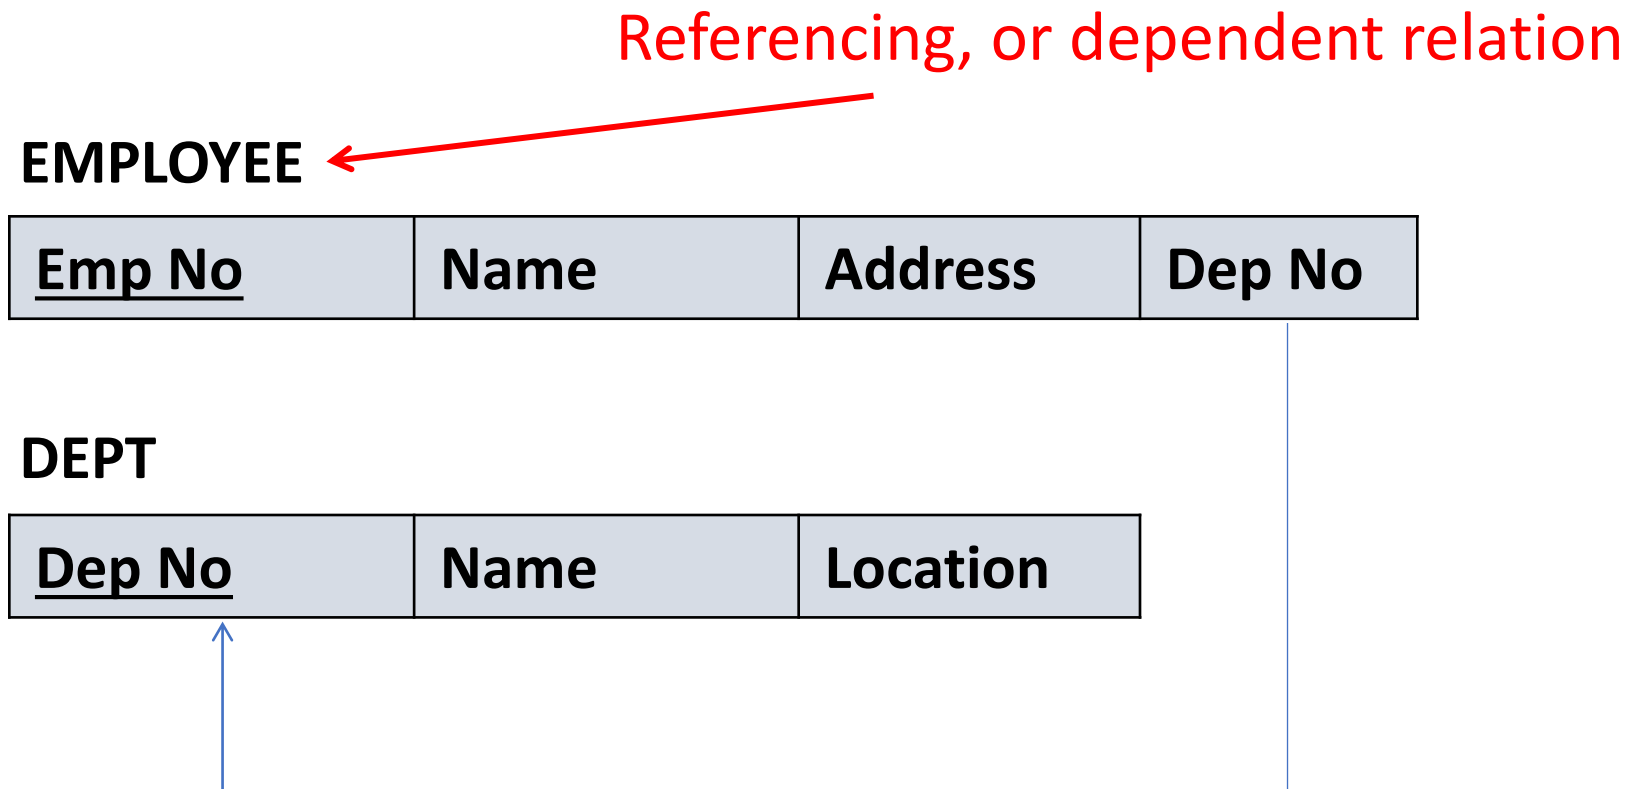 Referencing, or dependent relation
EMPLOYEE
Emp No Name Address Dep No
DEPT
Dep No Name Location